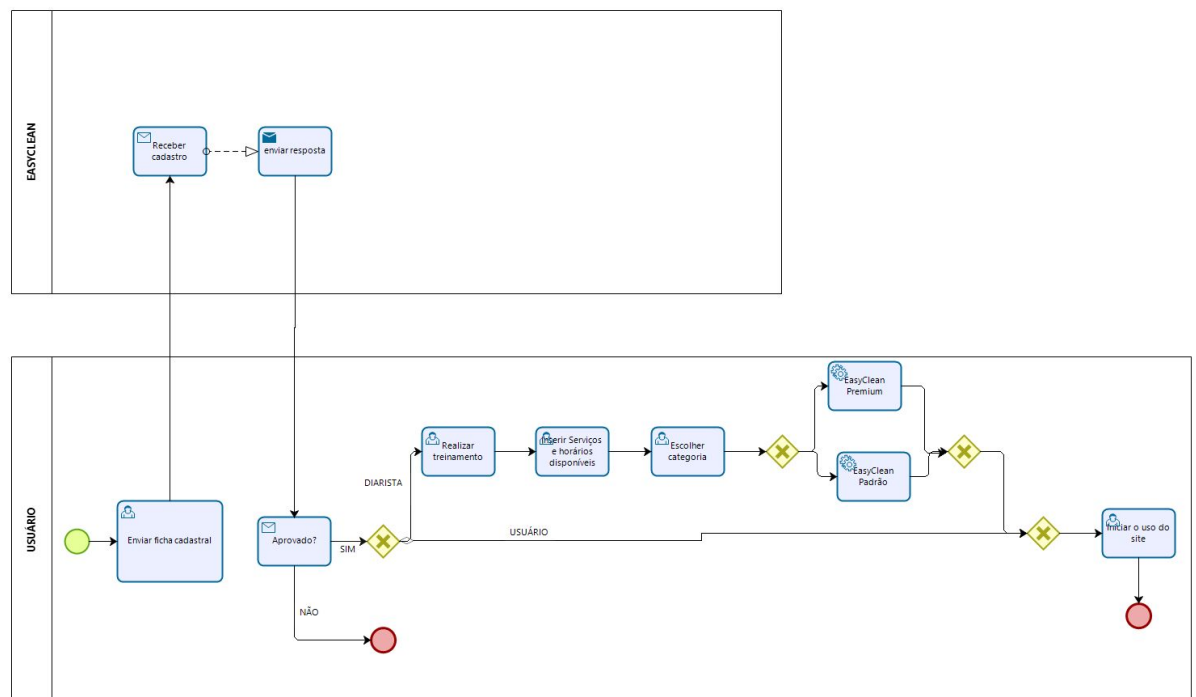 EASYCLEAN
Receber
cadastro
enviar resposta
USUÁRIO
Enviar ficha cadastral
Aprovado?
SIM
NÃO
DIARISTA
USUÁRIO
Realizar
treinamento
Inserir Serviços
e horários
disponíveis
Escolher
categoria
EasyClean
Premium
EasyClean
Padrão
Iniciar o uso do
site